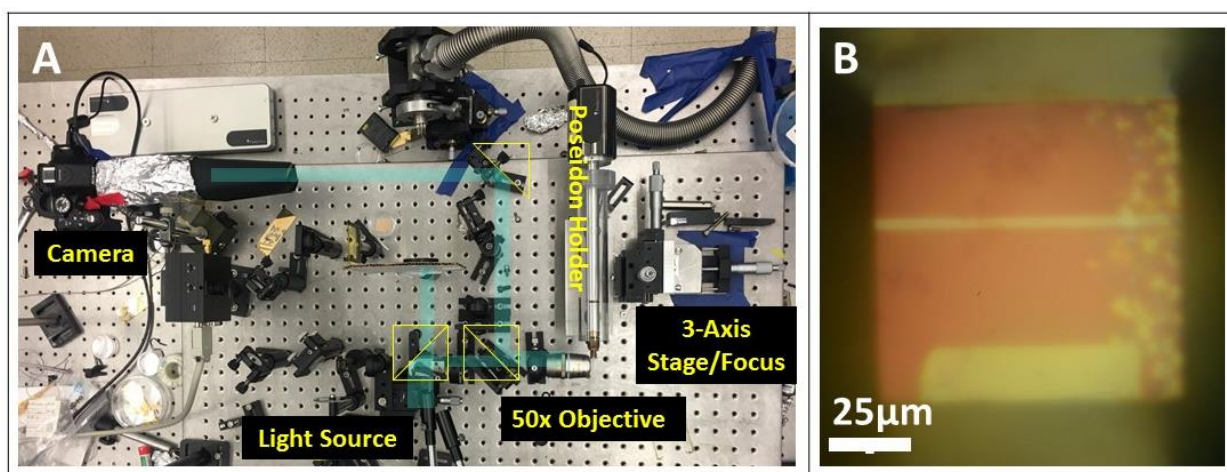 A
Camera
Light Source
50x Objective
Poseidon Holder
3-Axis
Stage/Focus
B
25μm